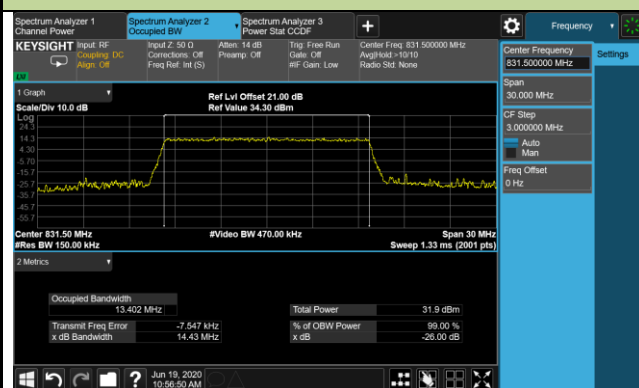 Spectrum Analyzer 1
Channel Power
Spectrum Analyzer 2
Occupied BW
Spectrum Analyzer 3
Power Stat CCDF
+
Frequency
KEYSIGHT
Input: RF
Coupling: DC
Align: Off
Input Z: 50 Ω
Corrections: Off
Freq Ref: Int (S)
Atten: 14 dB
Preamp: Off
Trig: Free Run
Gate: Off
#IF Gain: Low
Center Freq: 831.500000 MHz
Avg|Hold:>10/10
Radio Std: None
LXI
Center Frequency
831.500000 MHz
Settings
Span
30.000 MHz
CF Step
3.000000 MHz
Auto
Man
Freq Offset
0 Hz
1 Graph
Scale/Div 10.0 dB
Ref Lvl Offset 21.00 dB
Ref Value 34.30 dBm
Log
24.3
14.3
4.30
-5.70
-15.7
-25.7
-35.7
-45.7
-55.7
Center 831.50 MHz
#Res BW 150.00 kHz
#Video BW 470.00 kHz
Span 30 MHz
Sweep 1.33 ms (2001 pts)
2 Metrics
Occupied Bandwidth
13.402 MHz
Total Power 31.9 dBm
Transmit Freq Error -7.547 kHz
% of OBW Power 99.00 %
x dB Bandwidth 14.43 MHz
x dB -26.00 dB
?
Jun 19, 2020
10:56:50 AM